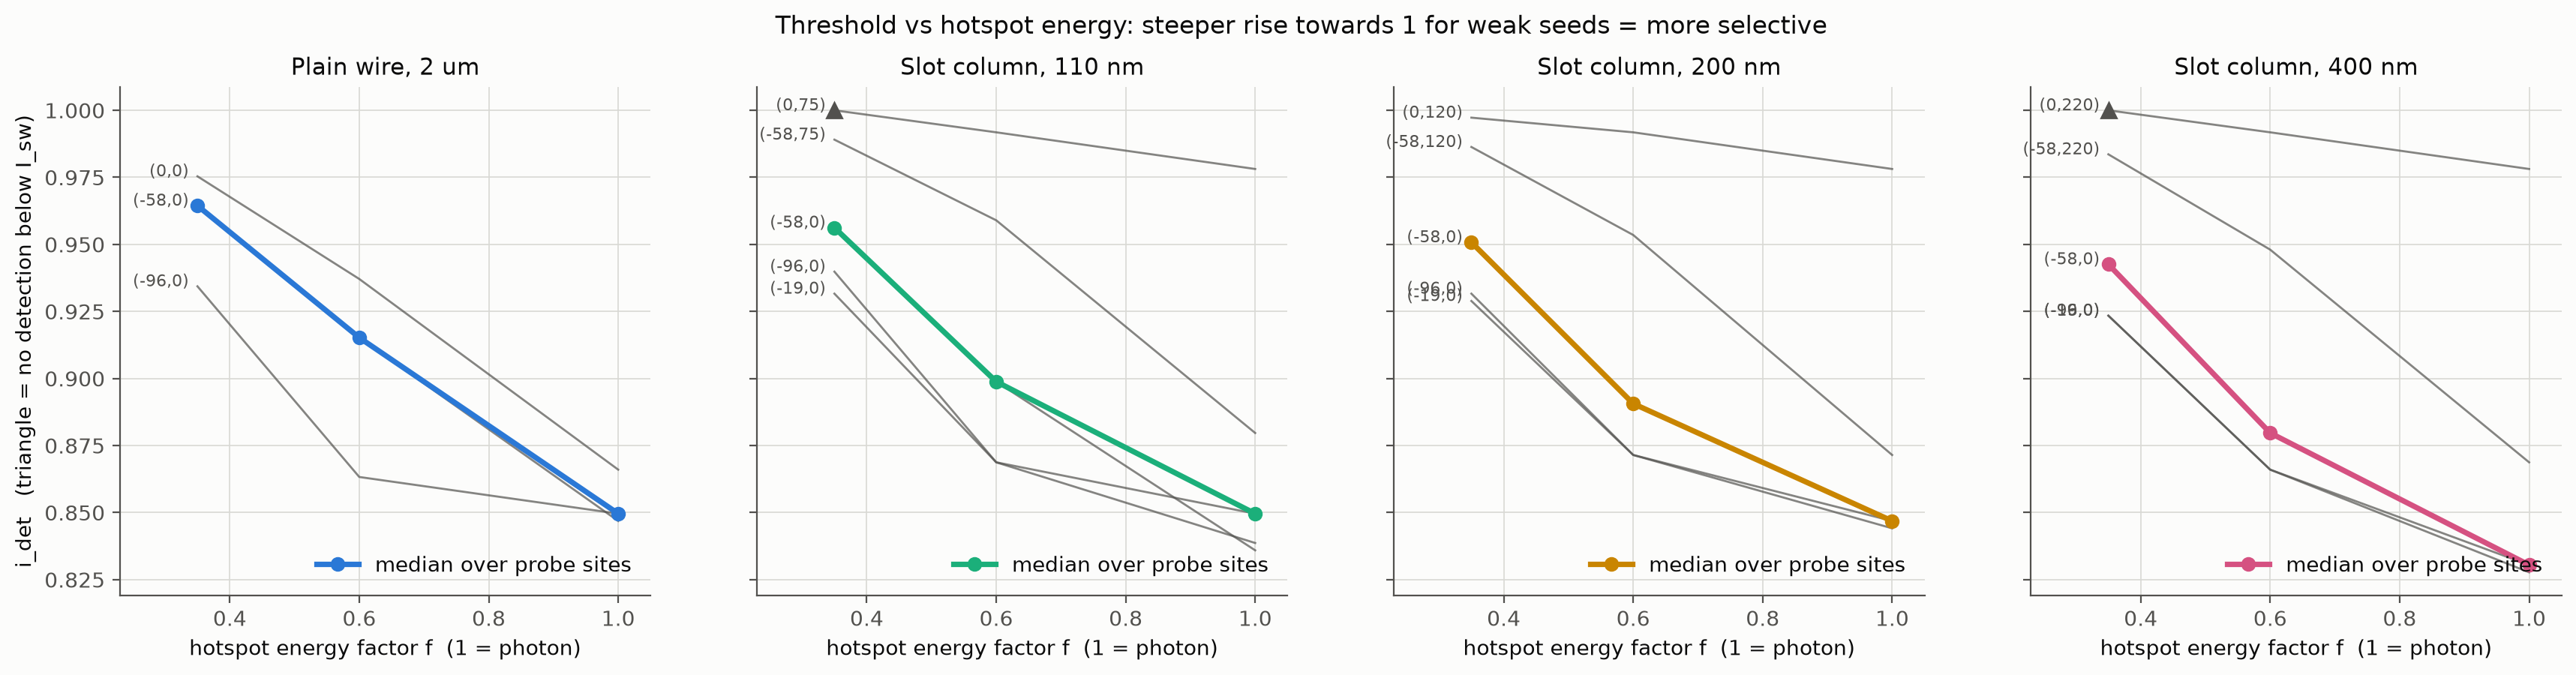 Threshold vs hotspot energy: steeper rise towards 1 for weak seeds = more selective
Plain wire, 2 um
i_det (triangle = no detection below I_sw)
1.000
0.975
0.950
0.925
0.900
0.875
0.850
0.825
(0,0)
(-58,0)
(-96,0)
median over probe sites
0.4
0.6
0.8
1.0
hotspot energy factor f (1 = photon)
Slot column, 110 nm
(0,75)
(-58,75)
(-58,0)
(-96,0)
(-19,0)
median over probe sites
0.4
0.6
0.8
1.0
hotspot energy factor f (1 = photon)
Slot column, 200 nm
(0,120)
(-58,120)
(-58,0)
(-96,0)
(-19,0)
median over probe sites
0.4
0.6
0.8
1.0
hotspot energy factor f (1 = photon)
Slot column, 400 nm
(0,220)
(-58,220)
(-58,0)
median over probe sites
0.4
0.6
0.8
1.0
hotspot energy factor f (1 = photon)